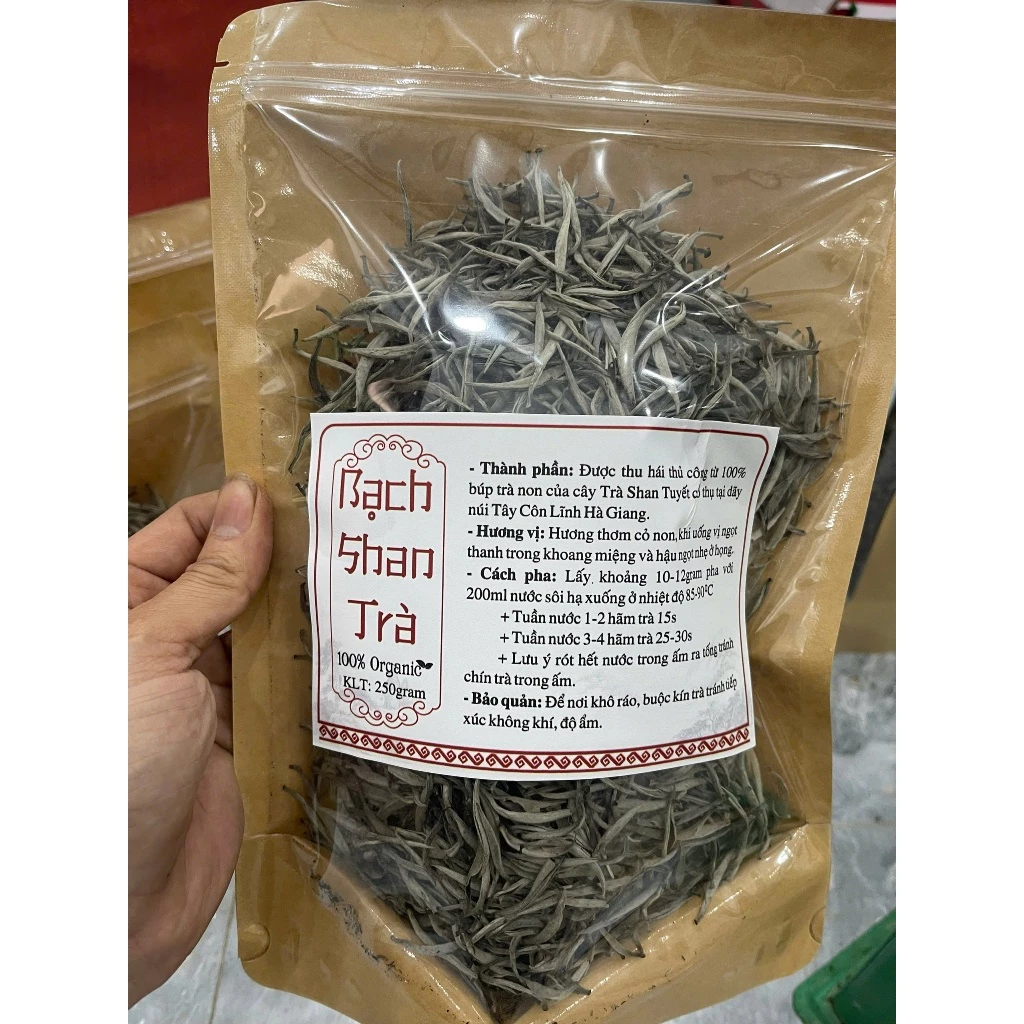 Bạch
Shan
Trà
100% Organic
KLT: 250gram
- Thành phần: Được thu hái thủ công từ 100%
búp trà non của cây Trà Shan Tuyết cổ thụ tại dãy
núi Tây Côn Lĩnh Hà Giang.
- Hương vị: Hương thơm cỏ non, khi uống vị ngọt
thanh trong khoang miệng và hậu ngọt nhẹ ở họng.
- Cách pha: Lấy khoảng 10-12gram pha với
200ml nước sôi hạ xuống ở nhiệt độ 85-90°C
+ Tuần nước 1-2 hãm trà 15s
+ Tuần nước 3-4 hãm trà 25-30s
+ Lưu ý rót hết nước trong ấm ra tống tránh
chín trà trong ấm.
- Bảo quản: Để nơi khô ráo, buộc kín trà tránh tiếp
xúc không khí, độ ẩm.